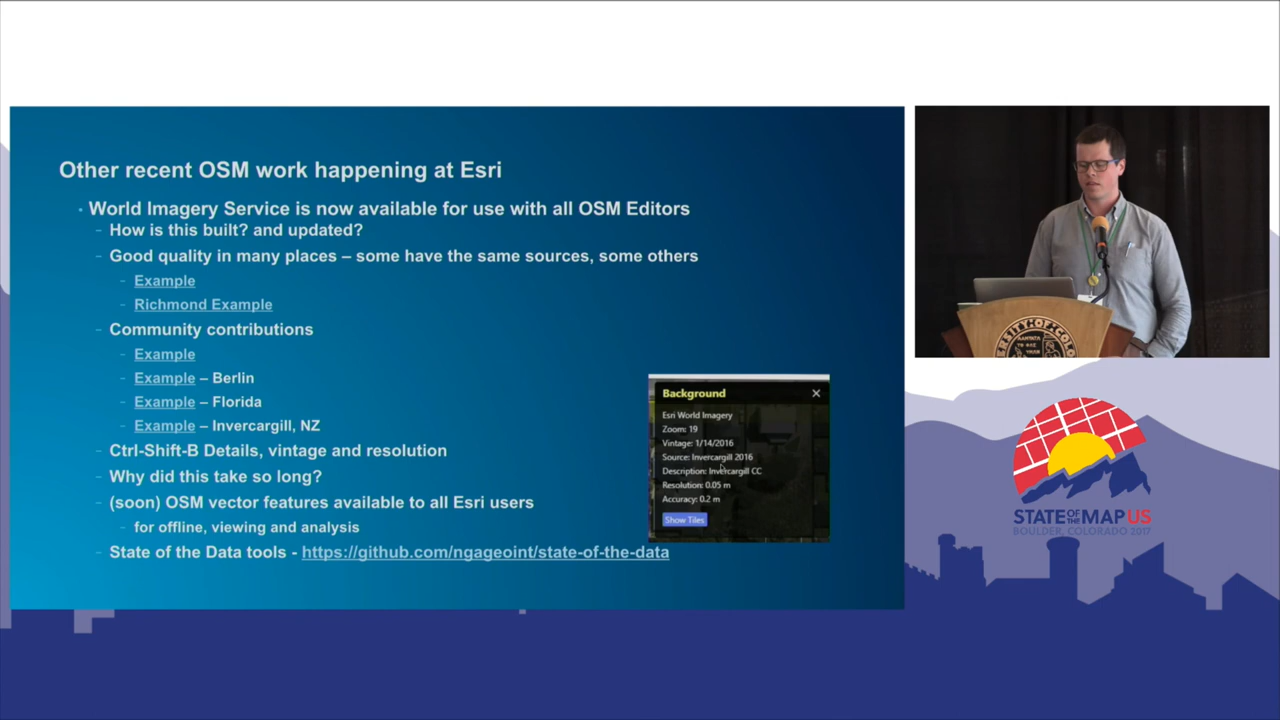 Other recent OSM work happening at Esri
World Imagery Service is now available for use with all OSM Editors
- How is this built? and updated?
- Good quality in many places – some have the same sources, some others
- Example
- Richmond Example
- Community contributions
- Example
- Example – Berlin
- Example – Florida
- Example – Invercargill, NZ
- Ctrl-Shift-B Details, vintage and resolution
- Why did this take so long?
- (soon) OSM vector features available to all Esri users
- for offline, viewing and analysis
- State of the Data tools - https://github.com/ngageoint/state-of-the-data
Background
Esri World Imagery
Zoom: 19
Vintage: 1/14/2016
Source: Invercargill 2016
Description: Invercargill CC
Resolution: 0.05 m
Accuracy: 0.2 m
Show Tiles
STATE OF THE MAP US
BOULDER, COLORADO 2017